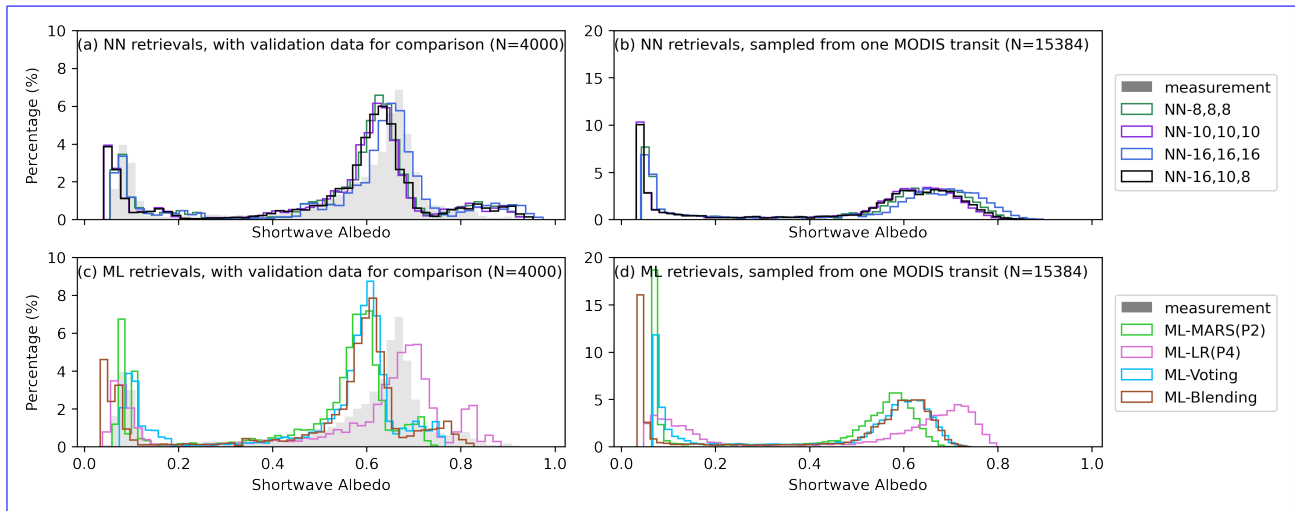 (a) NN retrievals, with validation data for comparison (N=4000)
10
8
6
4
2
0
Percentage (%)
Shortwave Albedo
(b) NN retrievals, sampled from one MODIS transit (N=15384)
20
15
10
5
0
Shortwave Albedo
measurement
NN-8,8,8
NN-10,10,10
NN-16,16,16
NN-16,10,8
(c) ML retrievals, with validation data for comparison (N=4000)
10
8
6
4
2
0
Percentage (%)
0.0 0.2 0.4 0.6 0.8 1.0
Shortwave Albedo
(d) ML retrievals, sampled from one MODIS transit (N=15384)
20
15
10
5
0
0.0 0.2 0.4 0.6 0.8 1.0
Shortwave Albedo
measurement
ML-MARS(P2)
ML-LR(P4)
ML-Voting
ML-Blending